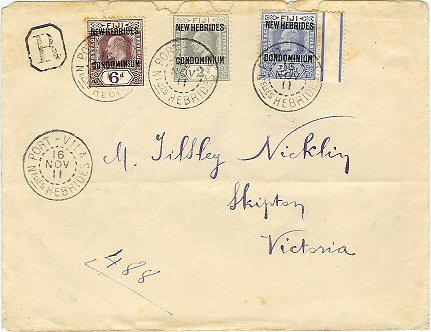 R
FIJI
NEW HEBRIDES
CONDOMINIUM
6d
FIJI
NEW HEBRIDES
CONDOMINIUM
FIJI
NEW HEBRIDES
CONDOMINIUM
PORT-VILA
16
NOV
11
NEW HEBRIDES
M. Tilsley Nicklin
Skipton
Victoria
488